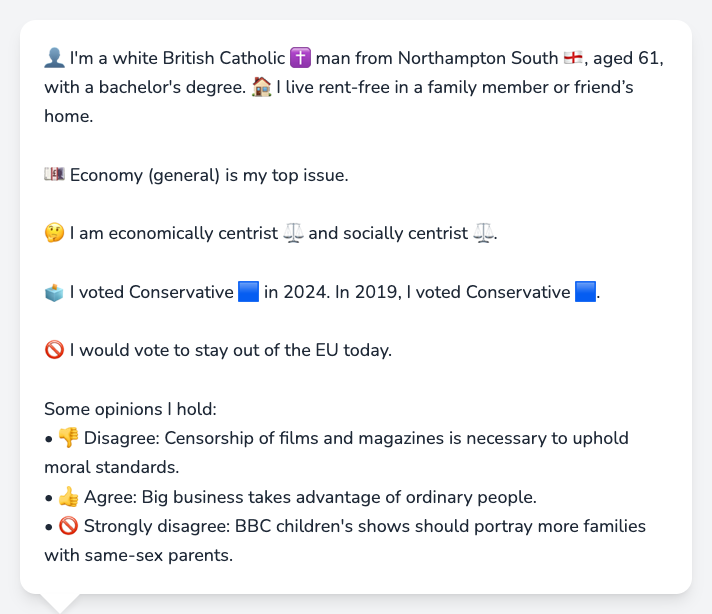 👤 I'm a white British Catholic ✝️ man from Northampton South 🏴󠁧󠁢󠁥󠁮󠁧󠁿, aged 61,
with a bachelor's degree. 🏠 I live rent-free in a family member or friend’s
home.
💷 Economy (general) is my top issue.
🤔 I am economically centrist ⚖️ and socially centrist ⚖️.
🗳️ I voted Conservative 🟦 in 2024. In 2019, I voted Conservative 🟦.
🚫 I would vote to stay out of the EU today.
Some opinions I hold:
• 👎 Disagree: Censorship of films and magazines is necessary to uphold
moral standards.
• 👍 Agree: Big business takes advantage of ordinary people.
• 🚫 Strongly disagree: BBC children's shows should portray more families
with same-sex parents.